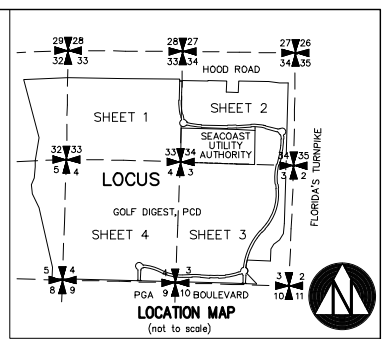 29 28
32 33
28 27
33 34
27 26
34 35
HOOD ROAD
SHEET 1
SHEET 2
SEACOAST
UTILITY
AUTHORITY
32 33
5 4
33 34
4 3
34 35
3 2
LOCUS
FLORIDA'S TURNPIKE
GOLF DIGEST, PCD
SHEET 4
SHEET 3
5 4
8 9
4 3
9 10
3 2
10 11
PGA BOULEVARD
N
LOCATION MAP
(not to scale)